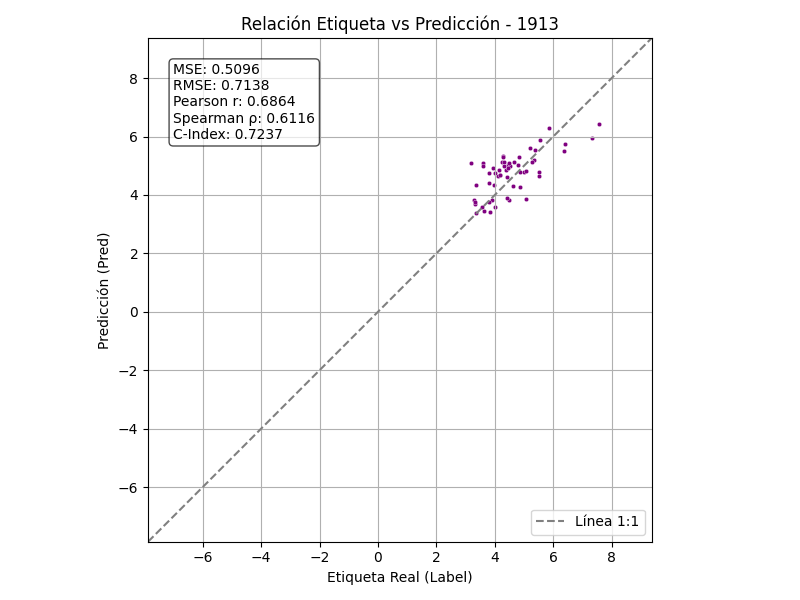 Relación Etiqueta vs Predicción - 1913
MSE: 0.5096
RMSE: 0.7138
Pearson r: 0.6864
Spearman ρ: 0.6116
C-Index: 0.7237
8
6
4
2
0
−2
−4
−6
Predicción (Pred)
Línea 1:1
−6 −4 −2 0 2 4 6 8
Etiqueta Real (Label)